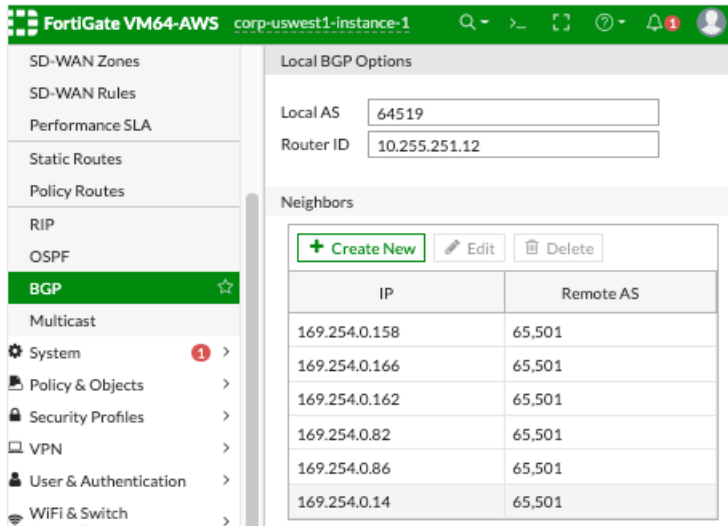 FortiGate VM64-AWS corp-uswest1-instance-1 1
SD-WAN Zones
SD-WAN Rules
Performance SLA
Static Routes
Policy Routes
RIP
OSPF
BGP
Multicast
System 1
Policy & Objects
Security Profiles
VPN
User & Authentication
WiFi & Switch
Local BGP Options
Local AS 64519
Router ID 10.255.251.12
Neighbors
+ Create New Edit Delete
IP Remote AS
169.254.0.158 65,501
169.254.0.166 65,501
169.254.0.162 65,501
169.254.0.82 65,501
169.254.0.86 65,501
169.254.0.14 65,501